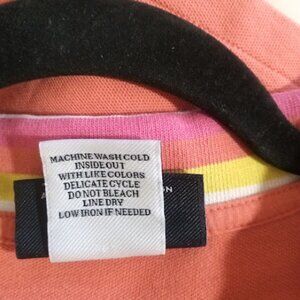 MACHINE WASH COLD
INSIDE OUT
WITH LIKE COLORS
DELICATE CYCLE
DO NOT BLEACH
LINE DRY
LOW IRON IF NEEDED